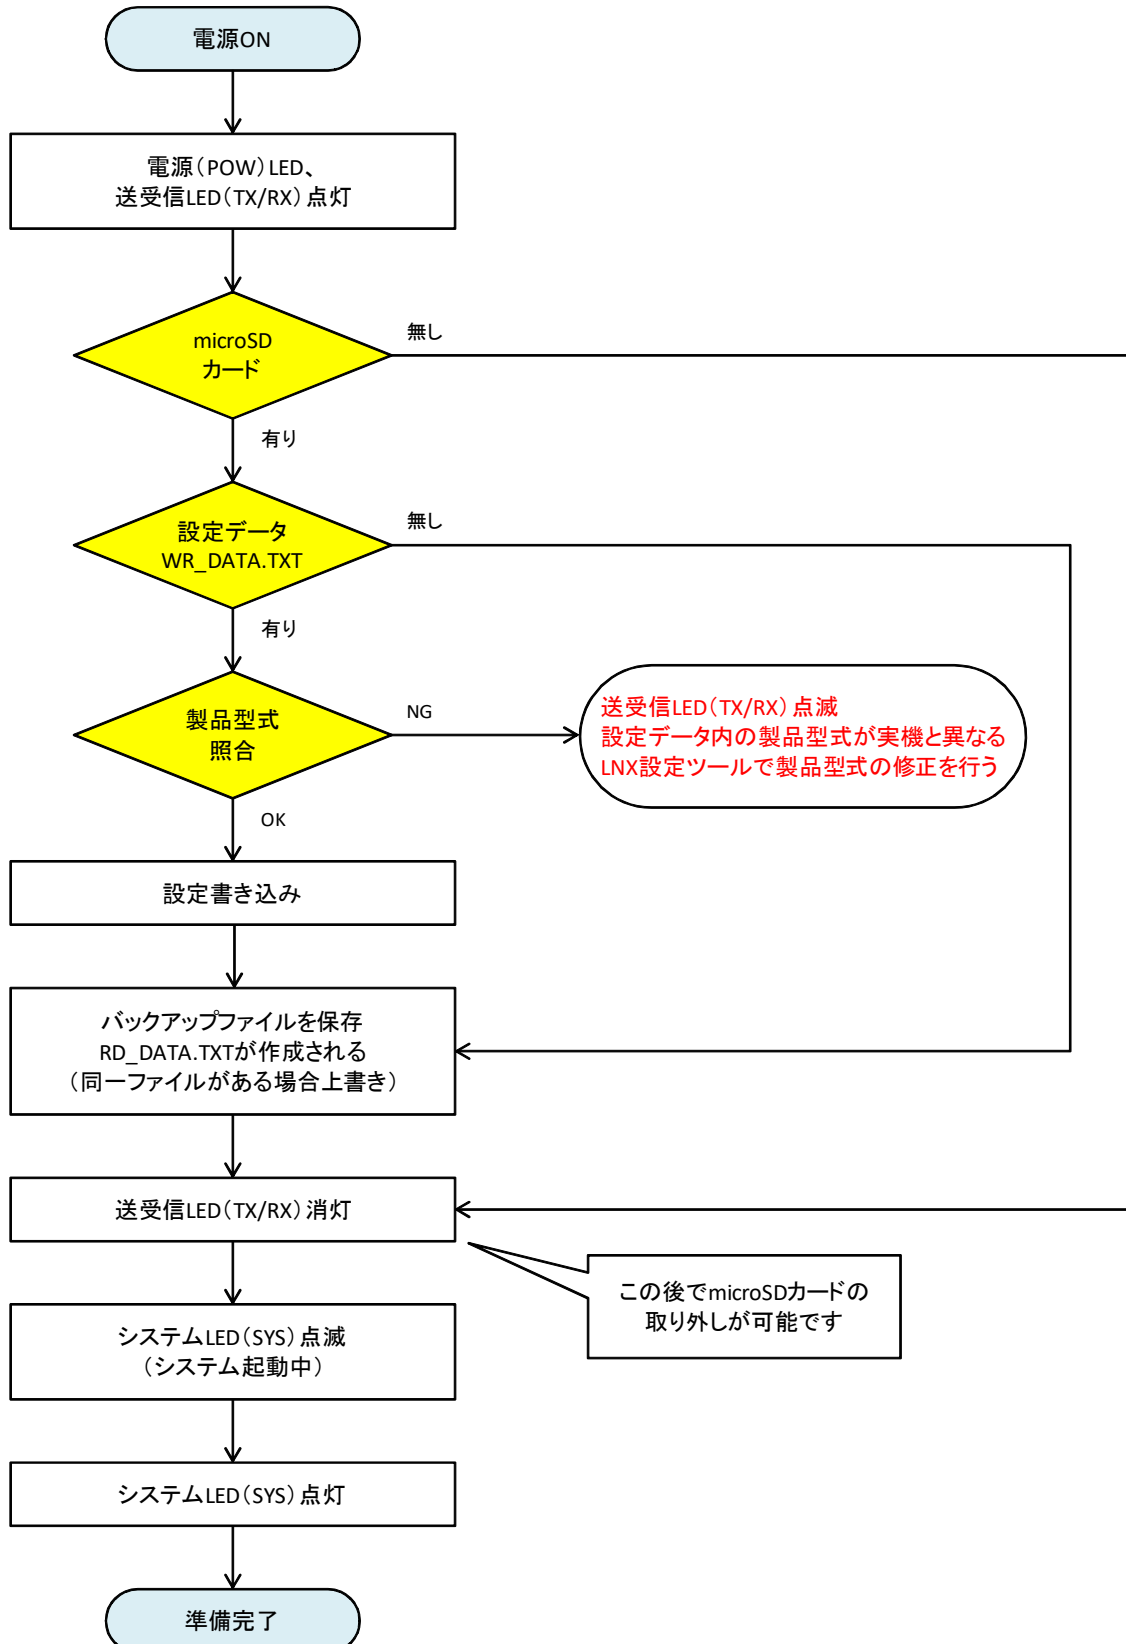 電源ON
電源(POW)LED、
送受信LED(TX/RX)点灯
microSD
カード
無し
有り
設定データ
WR_DATA.TXT
無し
有り
製品型式
照合
NG
送受信LED(TX/RX)点滅
設定データ内の製品型式が実機と異なる
LNX設定ツールで製品型式の修正を行う
OK
設定書き込み
バックアップファイルを保存
RD_DATA.TXTが作成される
(同一ファイルがある場合上書き)
送受信LED(TX/RX)消灯
この後でmicroSDカードの
取り外しが可能です
システムLED(SYS)点滅
(システム起動中)
システムLED(SYS)点灯
準備完了